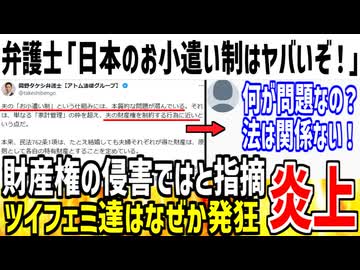 弁護士「日本のお小遣い制はヤバいぞ！」
岡野タケシ弁護士【アトム法律グループ】
@takeshibengo
夫の「お小遣い制」という仕組みには、本質的な問題が潜んでいる。それ
は、単なる「家計管理」の枠を超え、夫の財産権を制約する行為に近いと
いう点だ。
本来、民法762条1項は、たとえ結婚しても夫婦それぞれが得た財産は、原
則として各自の特有財産とすることを定めている。
何が問題なの？
法は関係ない！
財産権の侵害ではと指摘
ツイフェミ達はなぜか発狂
炎上